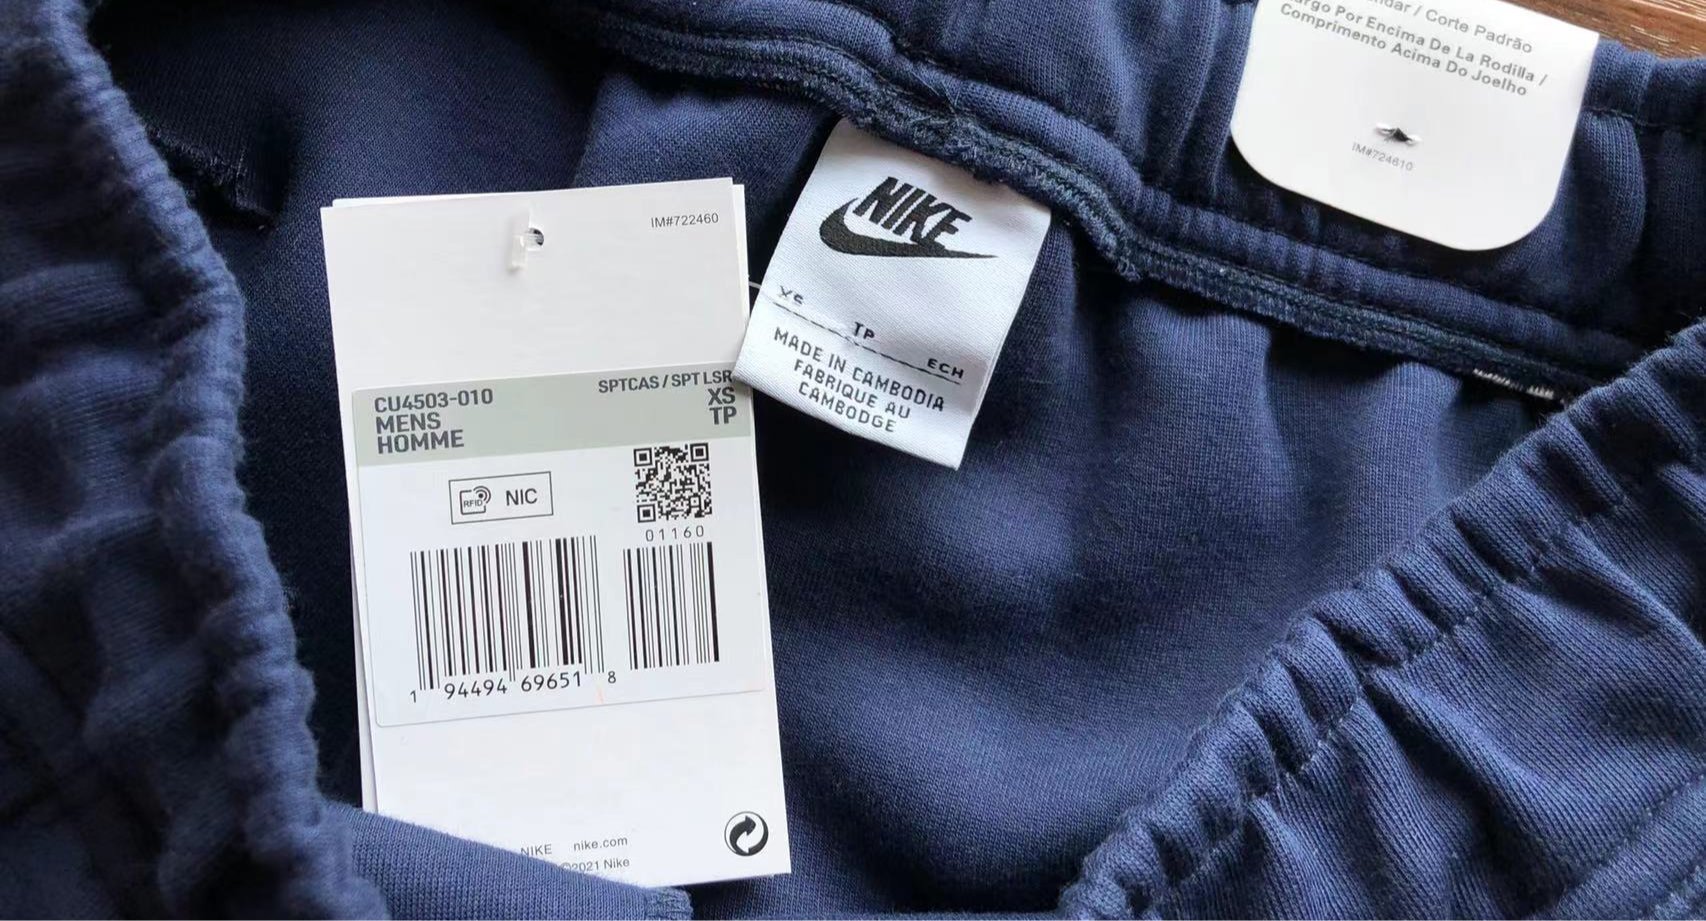 IM#722460
CU4503-010
MENS
HOMME
SPTCAS / SPT LSR
XS
TP
RFID NIC
01160
1 94494 69651 8
NIKE nike.com
©2021 Nike
NIKE
XS
TP
ECH
MADE IN CAMBODIA
FABRIQUE AU
CAMBODGE
/ Corte Padrão
Por Encima De La Rodilla /
Comprimento Acima Do Joelho
IM#724610